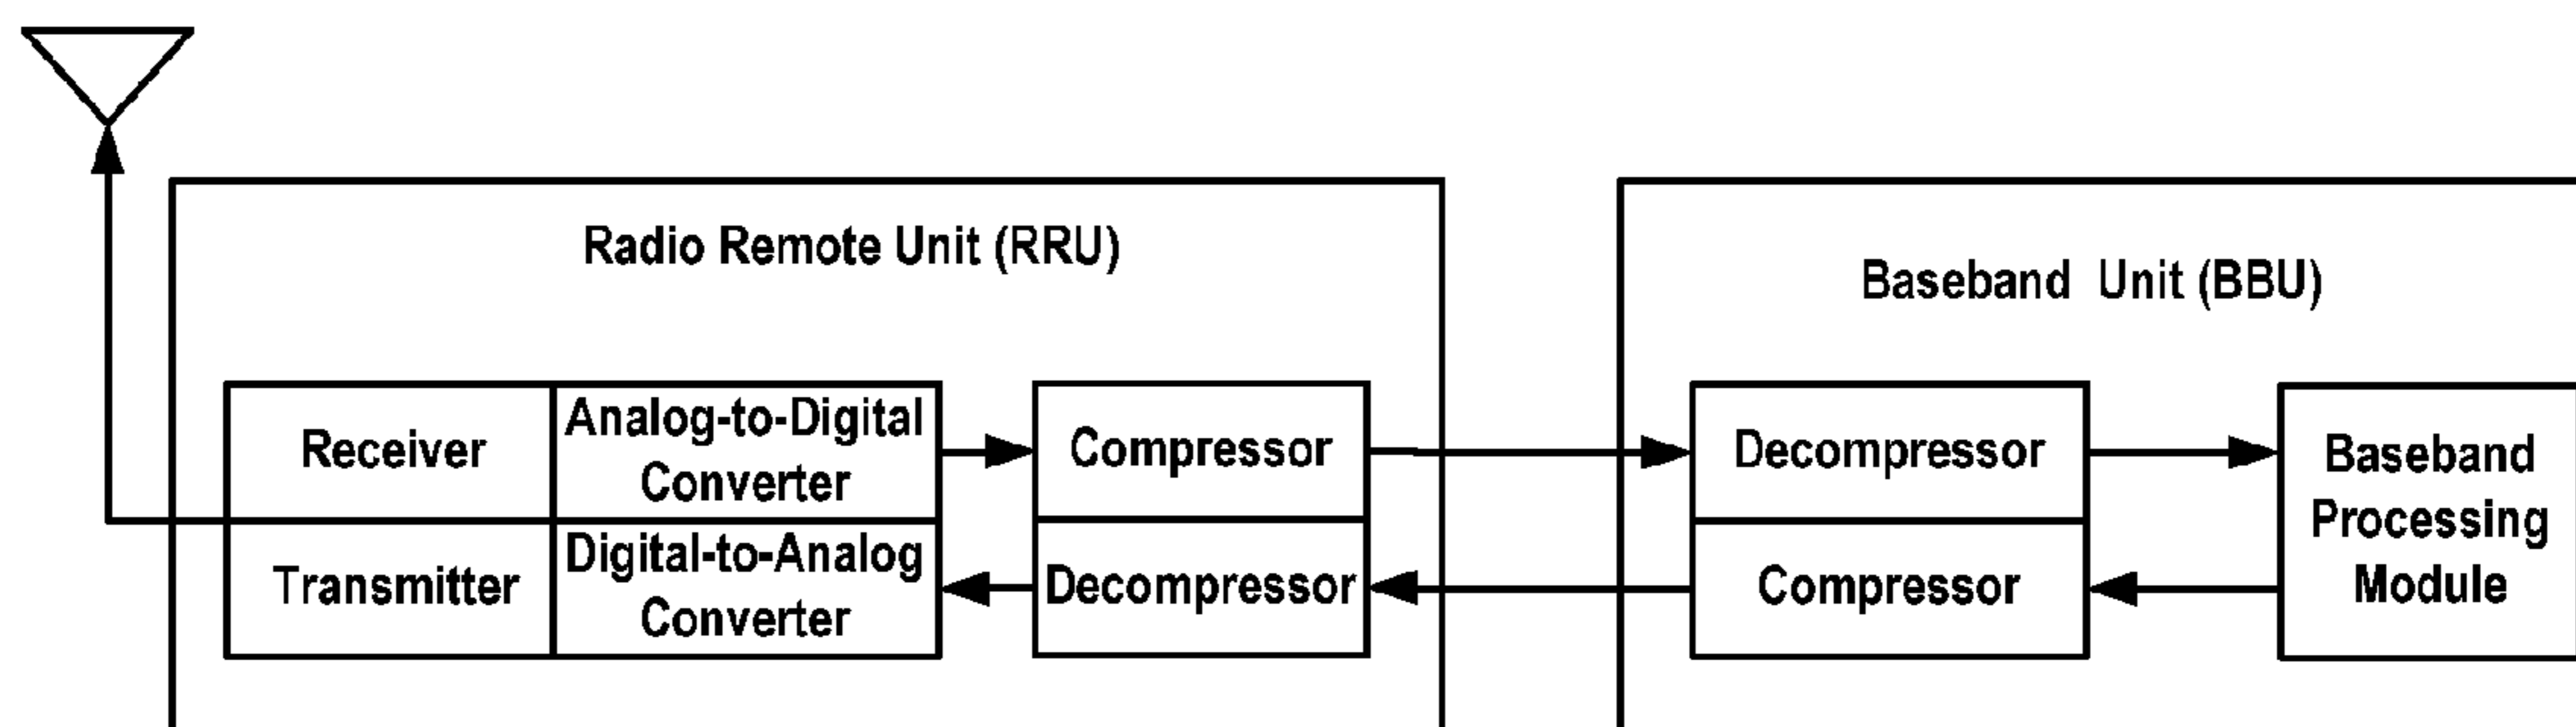 Radio Remote Unit (RRU)
Baseband Unit (BBU)
Receiver
Analog-to-Digital
Converter
Compressor
Decompressor
Baseband
Processing
Module
Transmitter
Digital-to-Analog
Converter
Decompressor
Compressor